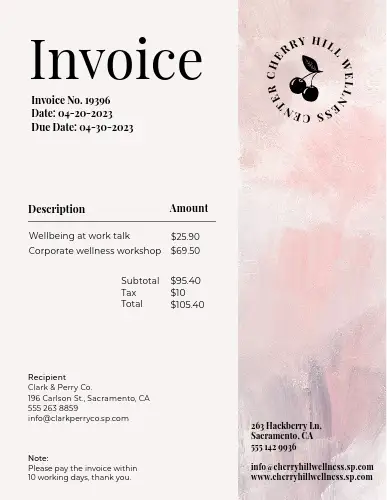 Invoice
Invoice No. 19396
Date: 04-20-2023
Due Date: 04-30-2023
CHERRY HILL WELLNESS CENTER
Description Amount
Wellbeing at work talk $25.90
Corporate wellness workshop $69.50
Subtotal $95.40
Tax $10
Total $105.40
Recipient
Clark & Perry Co.
196 Carlson St., Sacramento, CA
555 263 8859
info@clarkperryco.sp.com
Note:
Please pay the invoice within
10 working days, thank you.
263 Hackberry Ln,
Sacramento, CA
555 142 9936
info@cherryhillwellness.sp.com
www.cherryhillwellness.sp.com